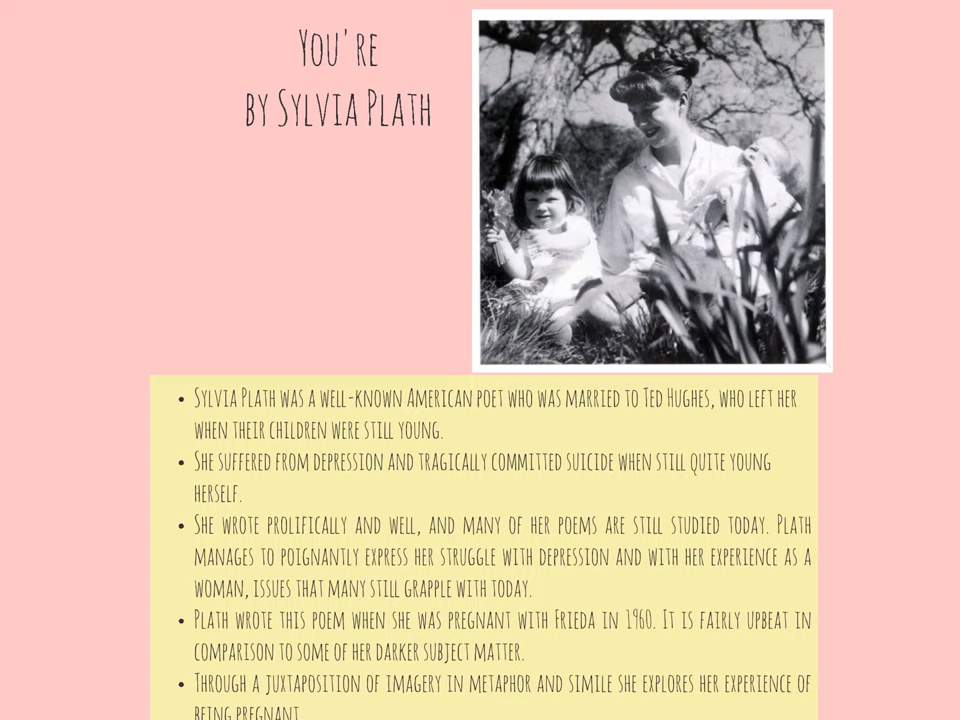 You're
by Sylvia Plath
• Sylvia Plath was a well-known American poet who was married to Ted Hughes, who left her
when their children were still young.
• She suffered from depression and tragically committed suicide when still quite young
herself.
• She wrote prolifically and well, and many of her poems are still studied today. Plath
manages to poignantly express her struggle with depression and with her experience as a
woman, issues that many still grapple with today.
• Plath wrote this poem when she was pregnant with Frieda in 1960. It is fairly upbeat in
comparison to some of her darker subject matter.
• Through a juxtaposition of imagery in metaphor and simile she explores her experience of
being pregnant